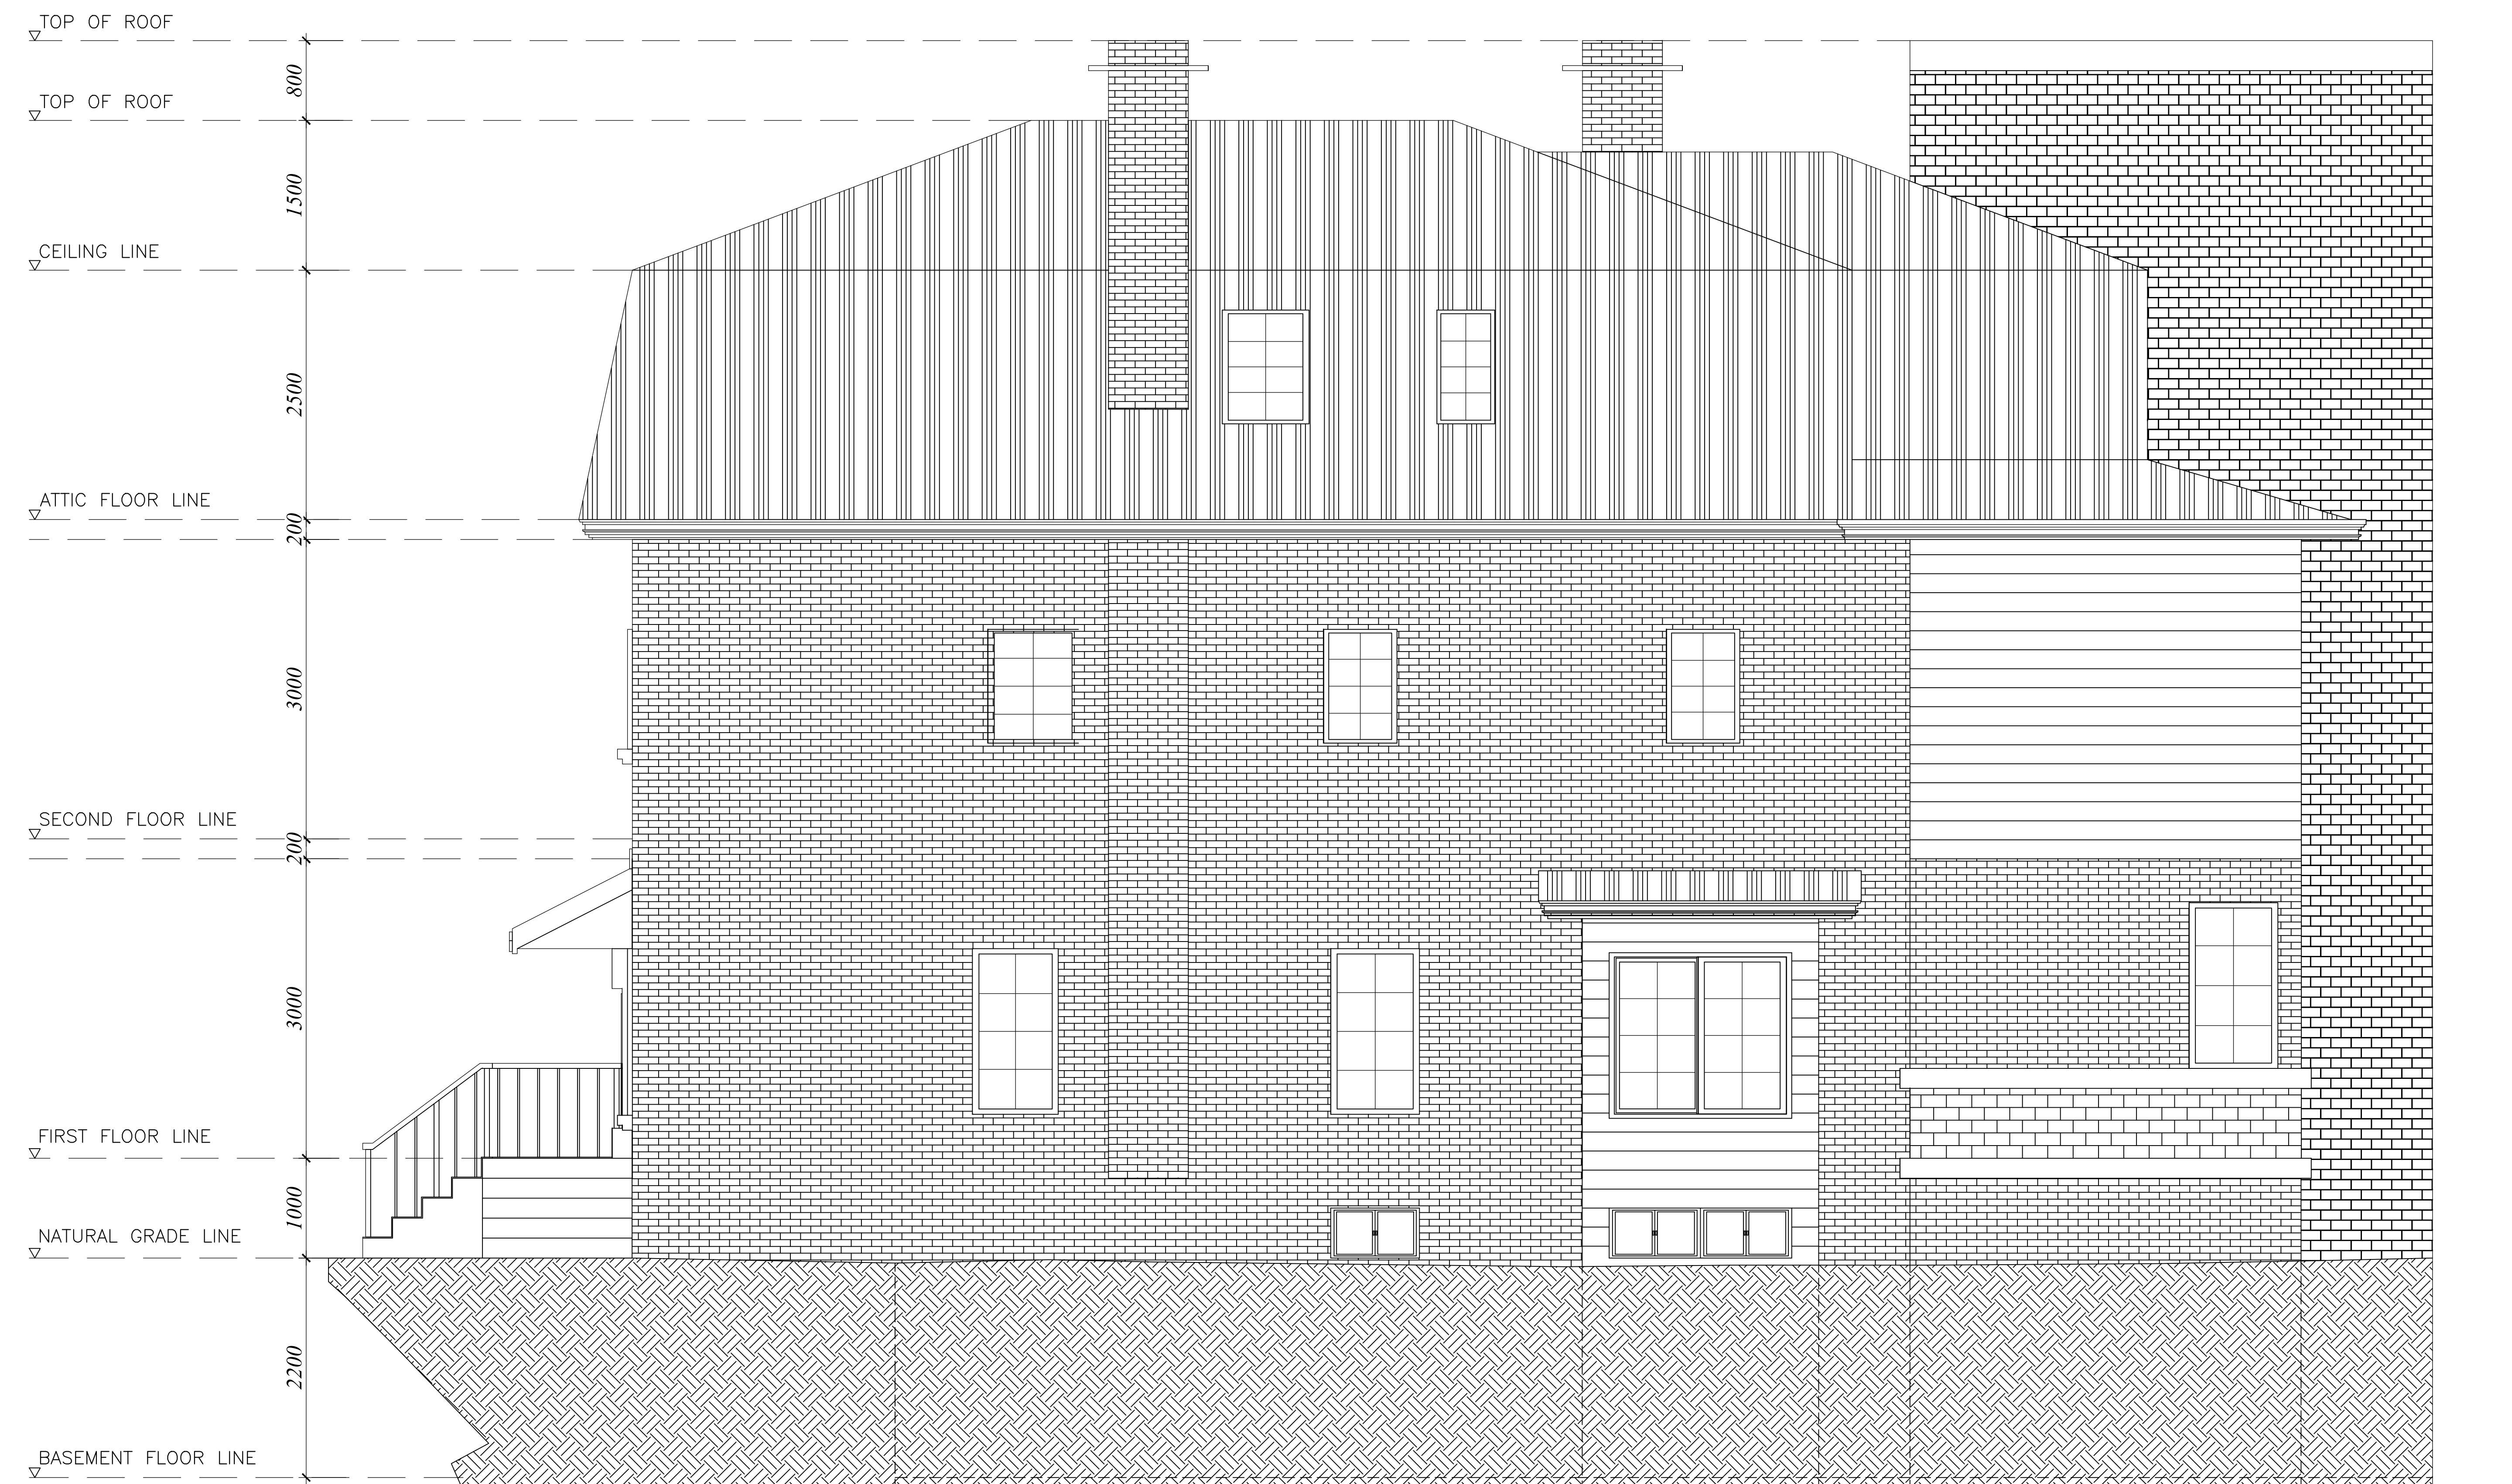 TOP OF ROOF
800
TOP OF ROOF
1500
CEILING LINE
2500
ATTIC FLOOR LINE
200
3000
SECOND FLOOR LINE
200
3000
FIRST FLOOR LINE
1000
NATURAL GRADE LINE
2200
BASEMENT FLOOR LINE